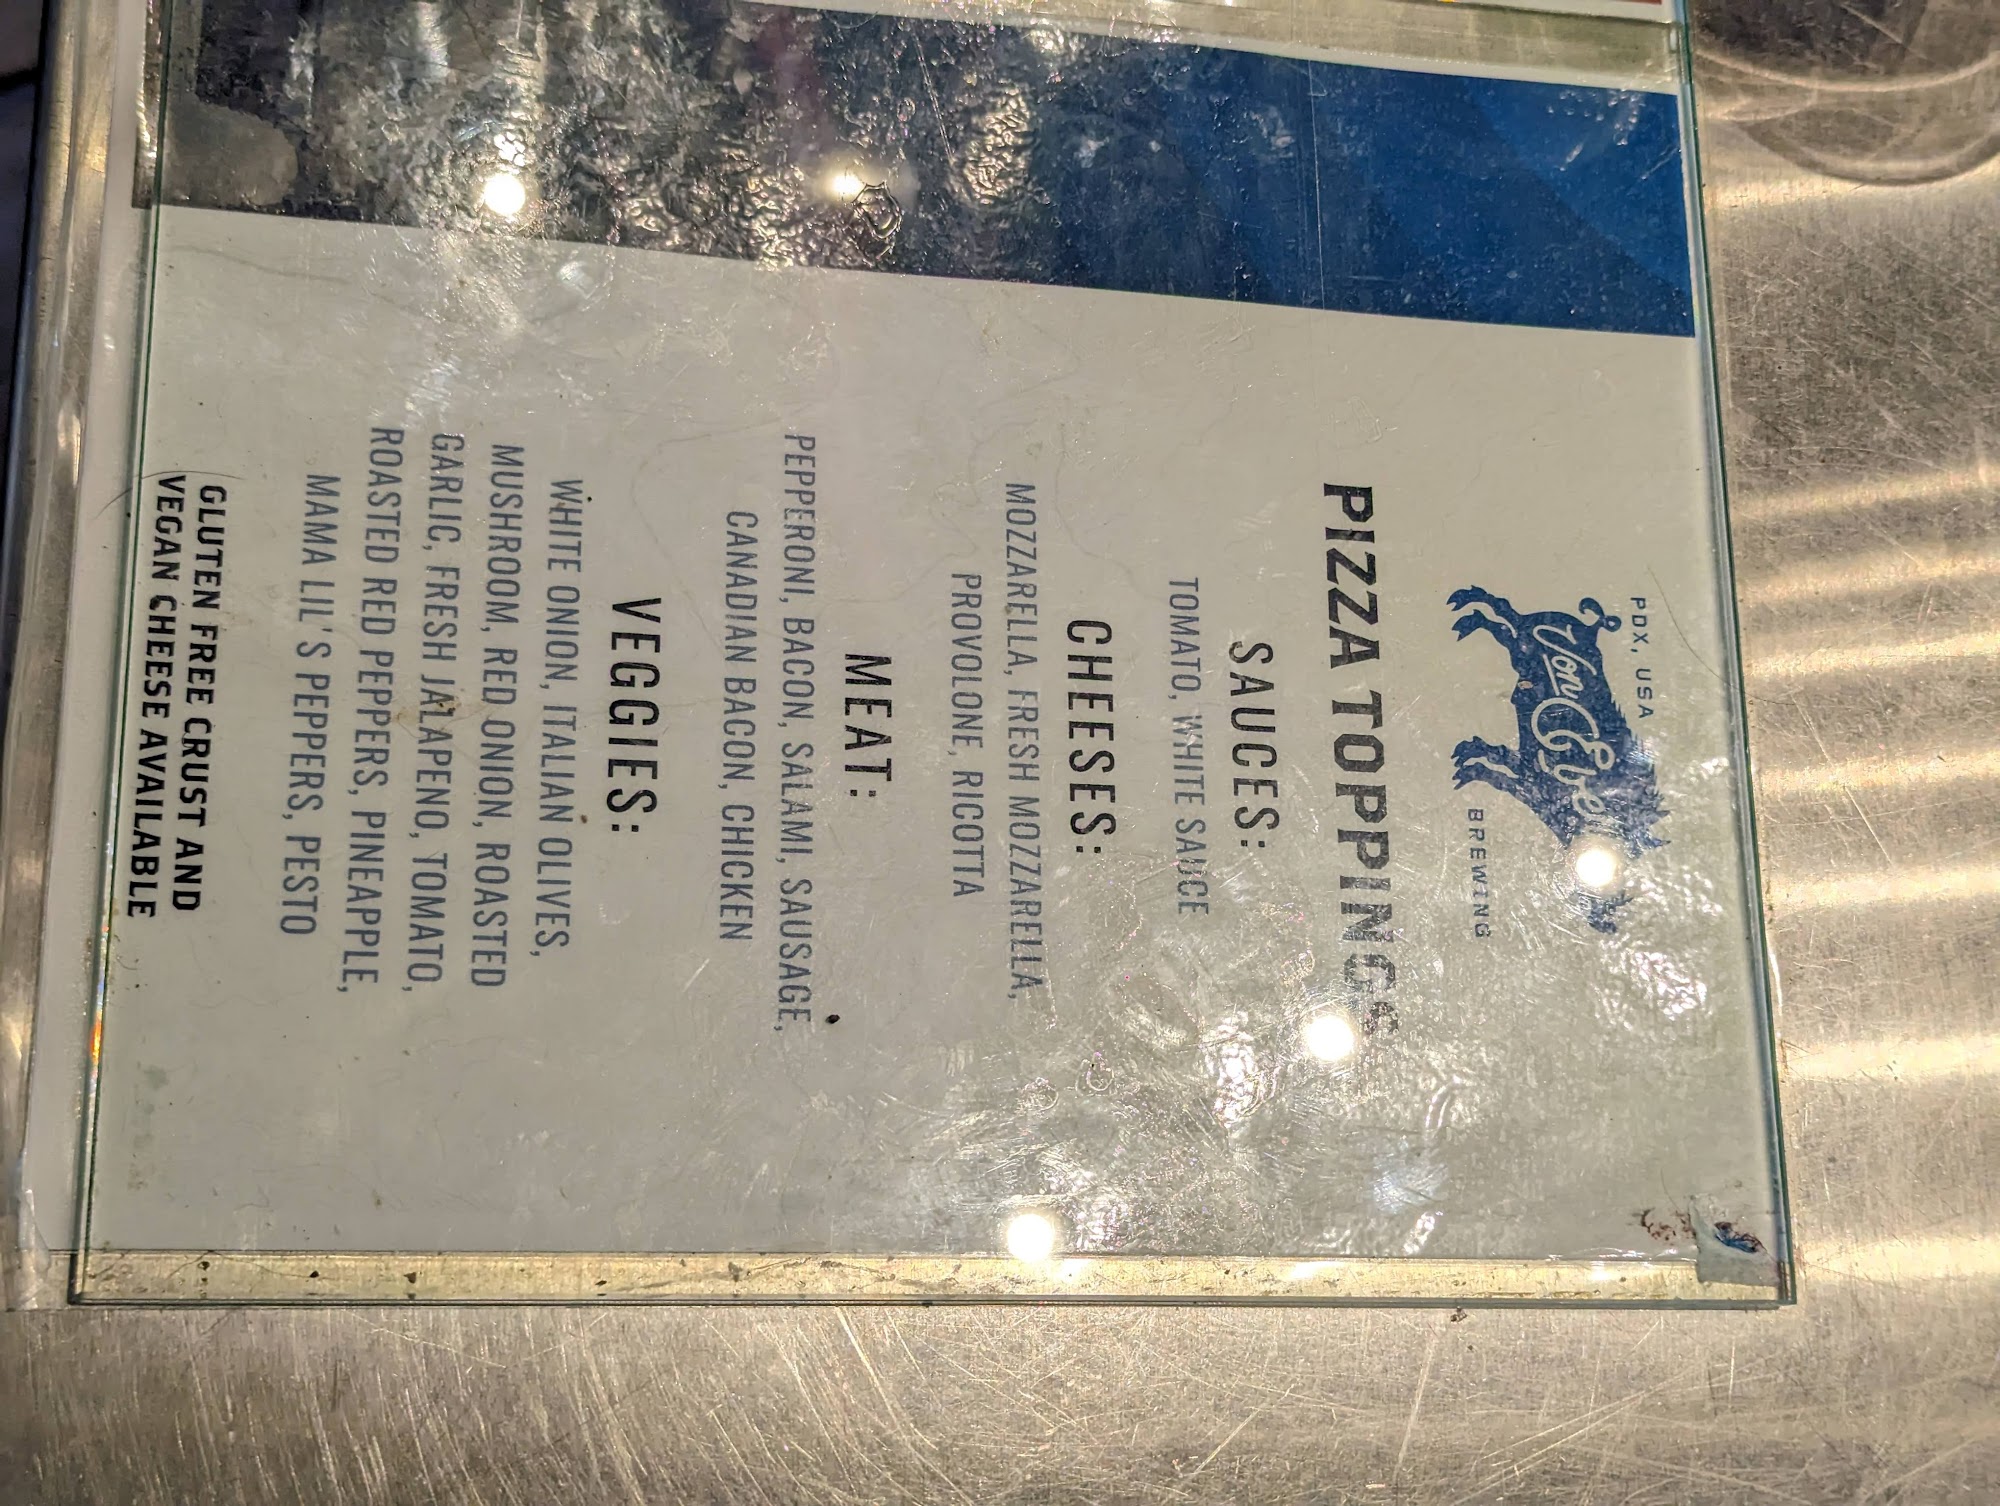 PDX, USA
Von Ebert
BREWING
PIZZA TOPPINGS
SAUCES:
TOMATO, WHITE SAUCE
CHEESES:
MOZZARELLA, FRESH MOZZARELLA,
PROVOLONE, RICOTTA
MEAT:
PEPPERONI, BACON, SALAMI, SAUSAGE,
CANADIAN BACON, CHICKEN
VEGGIES:
WHITE ONION, ITALIAN OLIVES,
MUSHROOM, RED ONION, ROASTED
GARLIC, FRESH JALAPENO, TOMATO,
ROASTED RED PEPPERS, PINEAPPLE,
MAMA LIL'S PEPPERS, PESTO
GLUTEN FREE CRUST AND
VEGAN CHEESE AVAILABLE